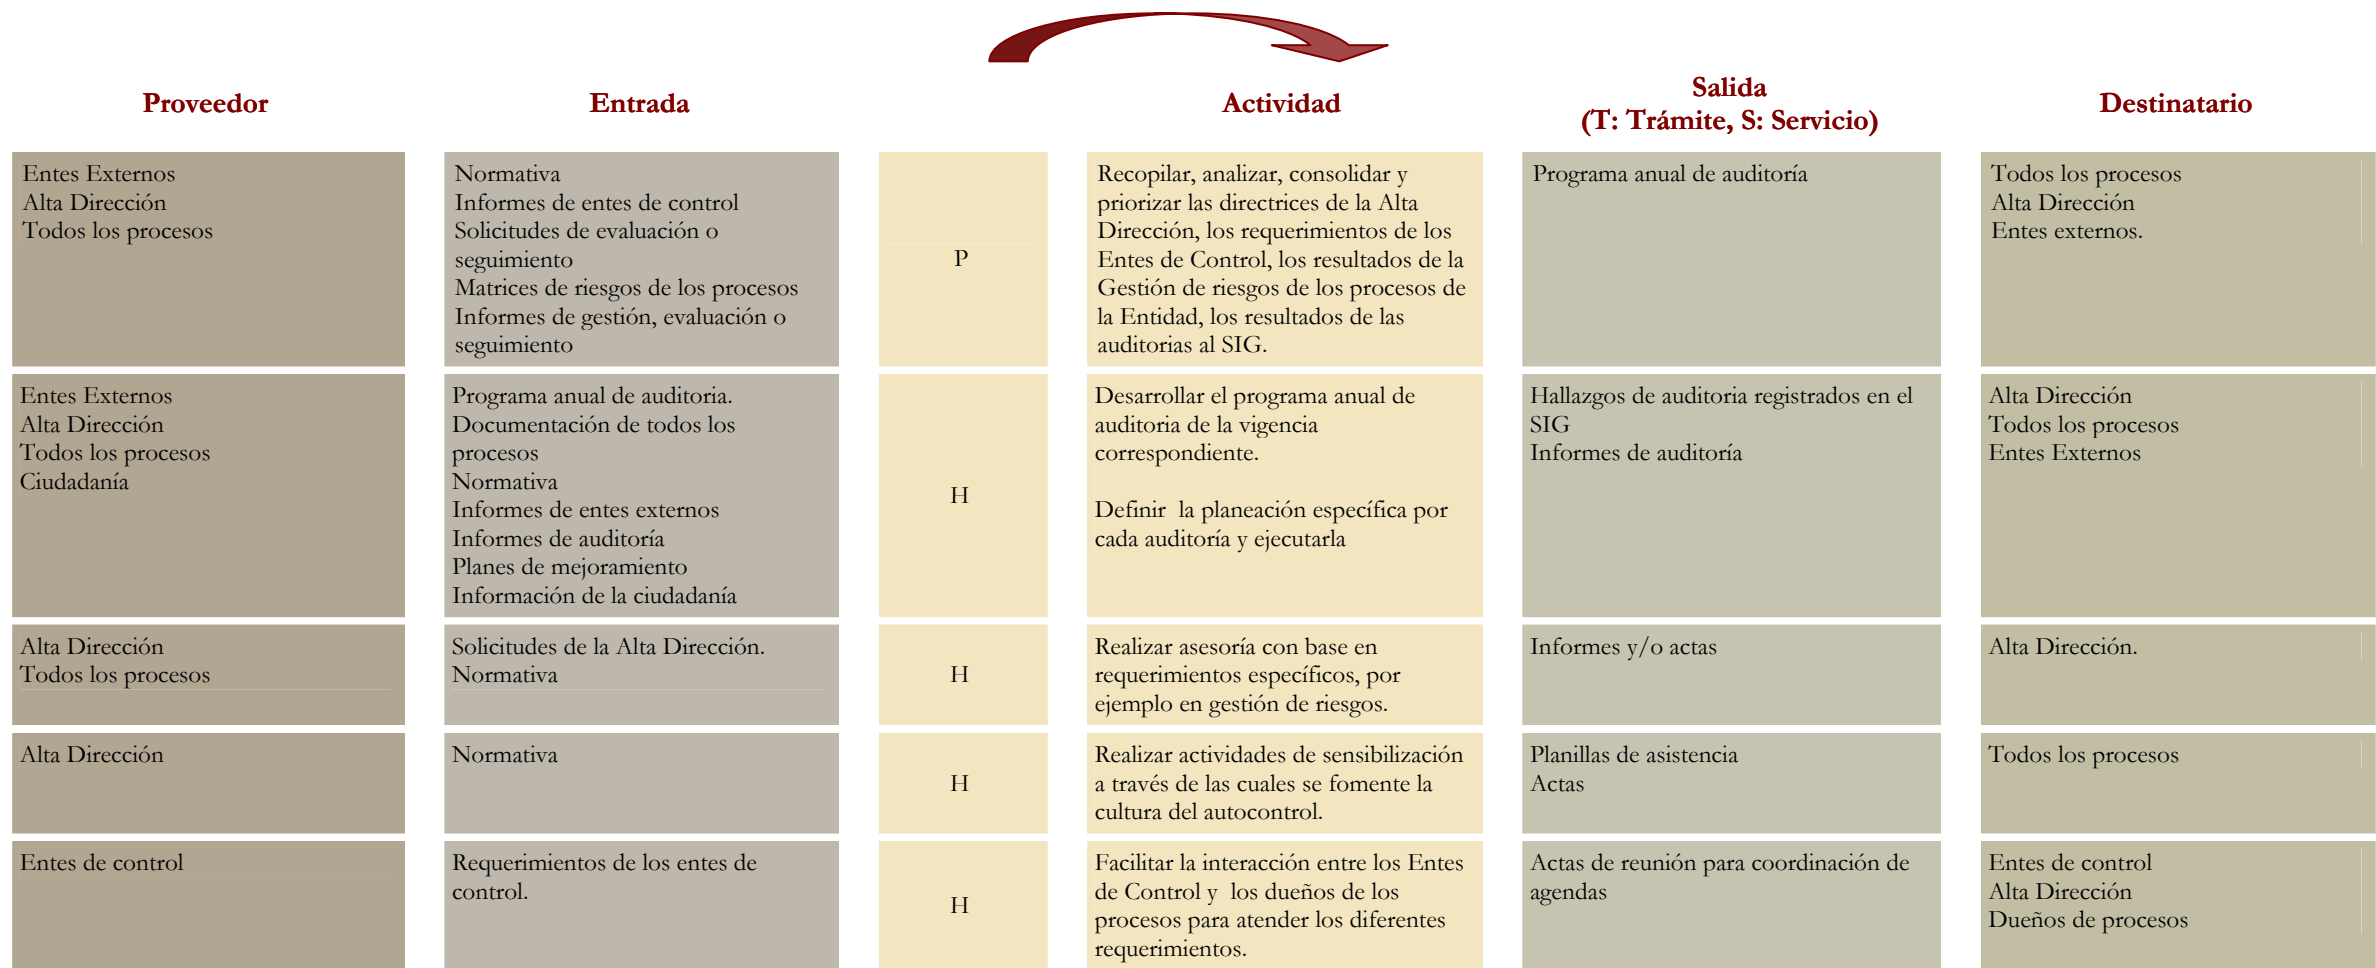 Proveedor
Entrada
Actividad
Salida
(T: Trámite, S: Servicio)
Destinatario
Entes Externos
Alta Dirección
Todos los procesos
Normativa
Informes de entes de control
Solicitudes de evaluación o
seguimiento
Matrices de riesgos de los procesos
Informes de gestión, evaluación o
seguimiento
P
Recopilar, analizar, consolidar y
priorizar las directrices de la Alta
Dirección, los requerimientos de los
Entes de Control, los resultados de la
Gestión de riesgos de los procesos de
la Entidad, los resultados de las
auditorias al SIG.
Programa anual de auditoría
Todos los procesos
Alta Dirección
Entes externos.
Entes Externos
Alta Dirección
Todos los procesos
Ciudadanía
Programa anual de auditoria.
Documentación de todos los
procesos
Normativa
Informes de entes externos
Informes de auditoría
Planes de mejoramiento
Información de la ciudadanía
H
Desarrollar el programa anual de
auditoria de la vigencia
correspondiente.
Definir  la planeación específica por
cada auditoría y ejecutarla
Hallazgos de auditoria registrados en el
SIG
Informes de auditoría
Alta Dirección
Todos los procesos
Entes Externos
Alta Dirección
Todos los procesos
Solicitudes de la Alta Dirección.
Normativa
H
Realizar asesoría con base en
requerimientos específicos, por
ejemplo en gestión de riesgos.
Informes y/o actas
Alta Dirección.
Alta Dirección
Normativa
H
Realizar actividades de sensibilización
a través de las cuales se fomente la
cultura del autocontrol.
Planillas de asistencia
Actas
Todos los procesos
Entes de control
Requerimientos de los entes de
control.
H
Facilitar la interacción entre los Entes
de Control y  los dueños de los
procesos para atender los diferentes
requerimientos.
Actas de reunión para coordinación de
agendas
Entes de control
Alta Dirección
Dueños de procesos